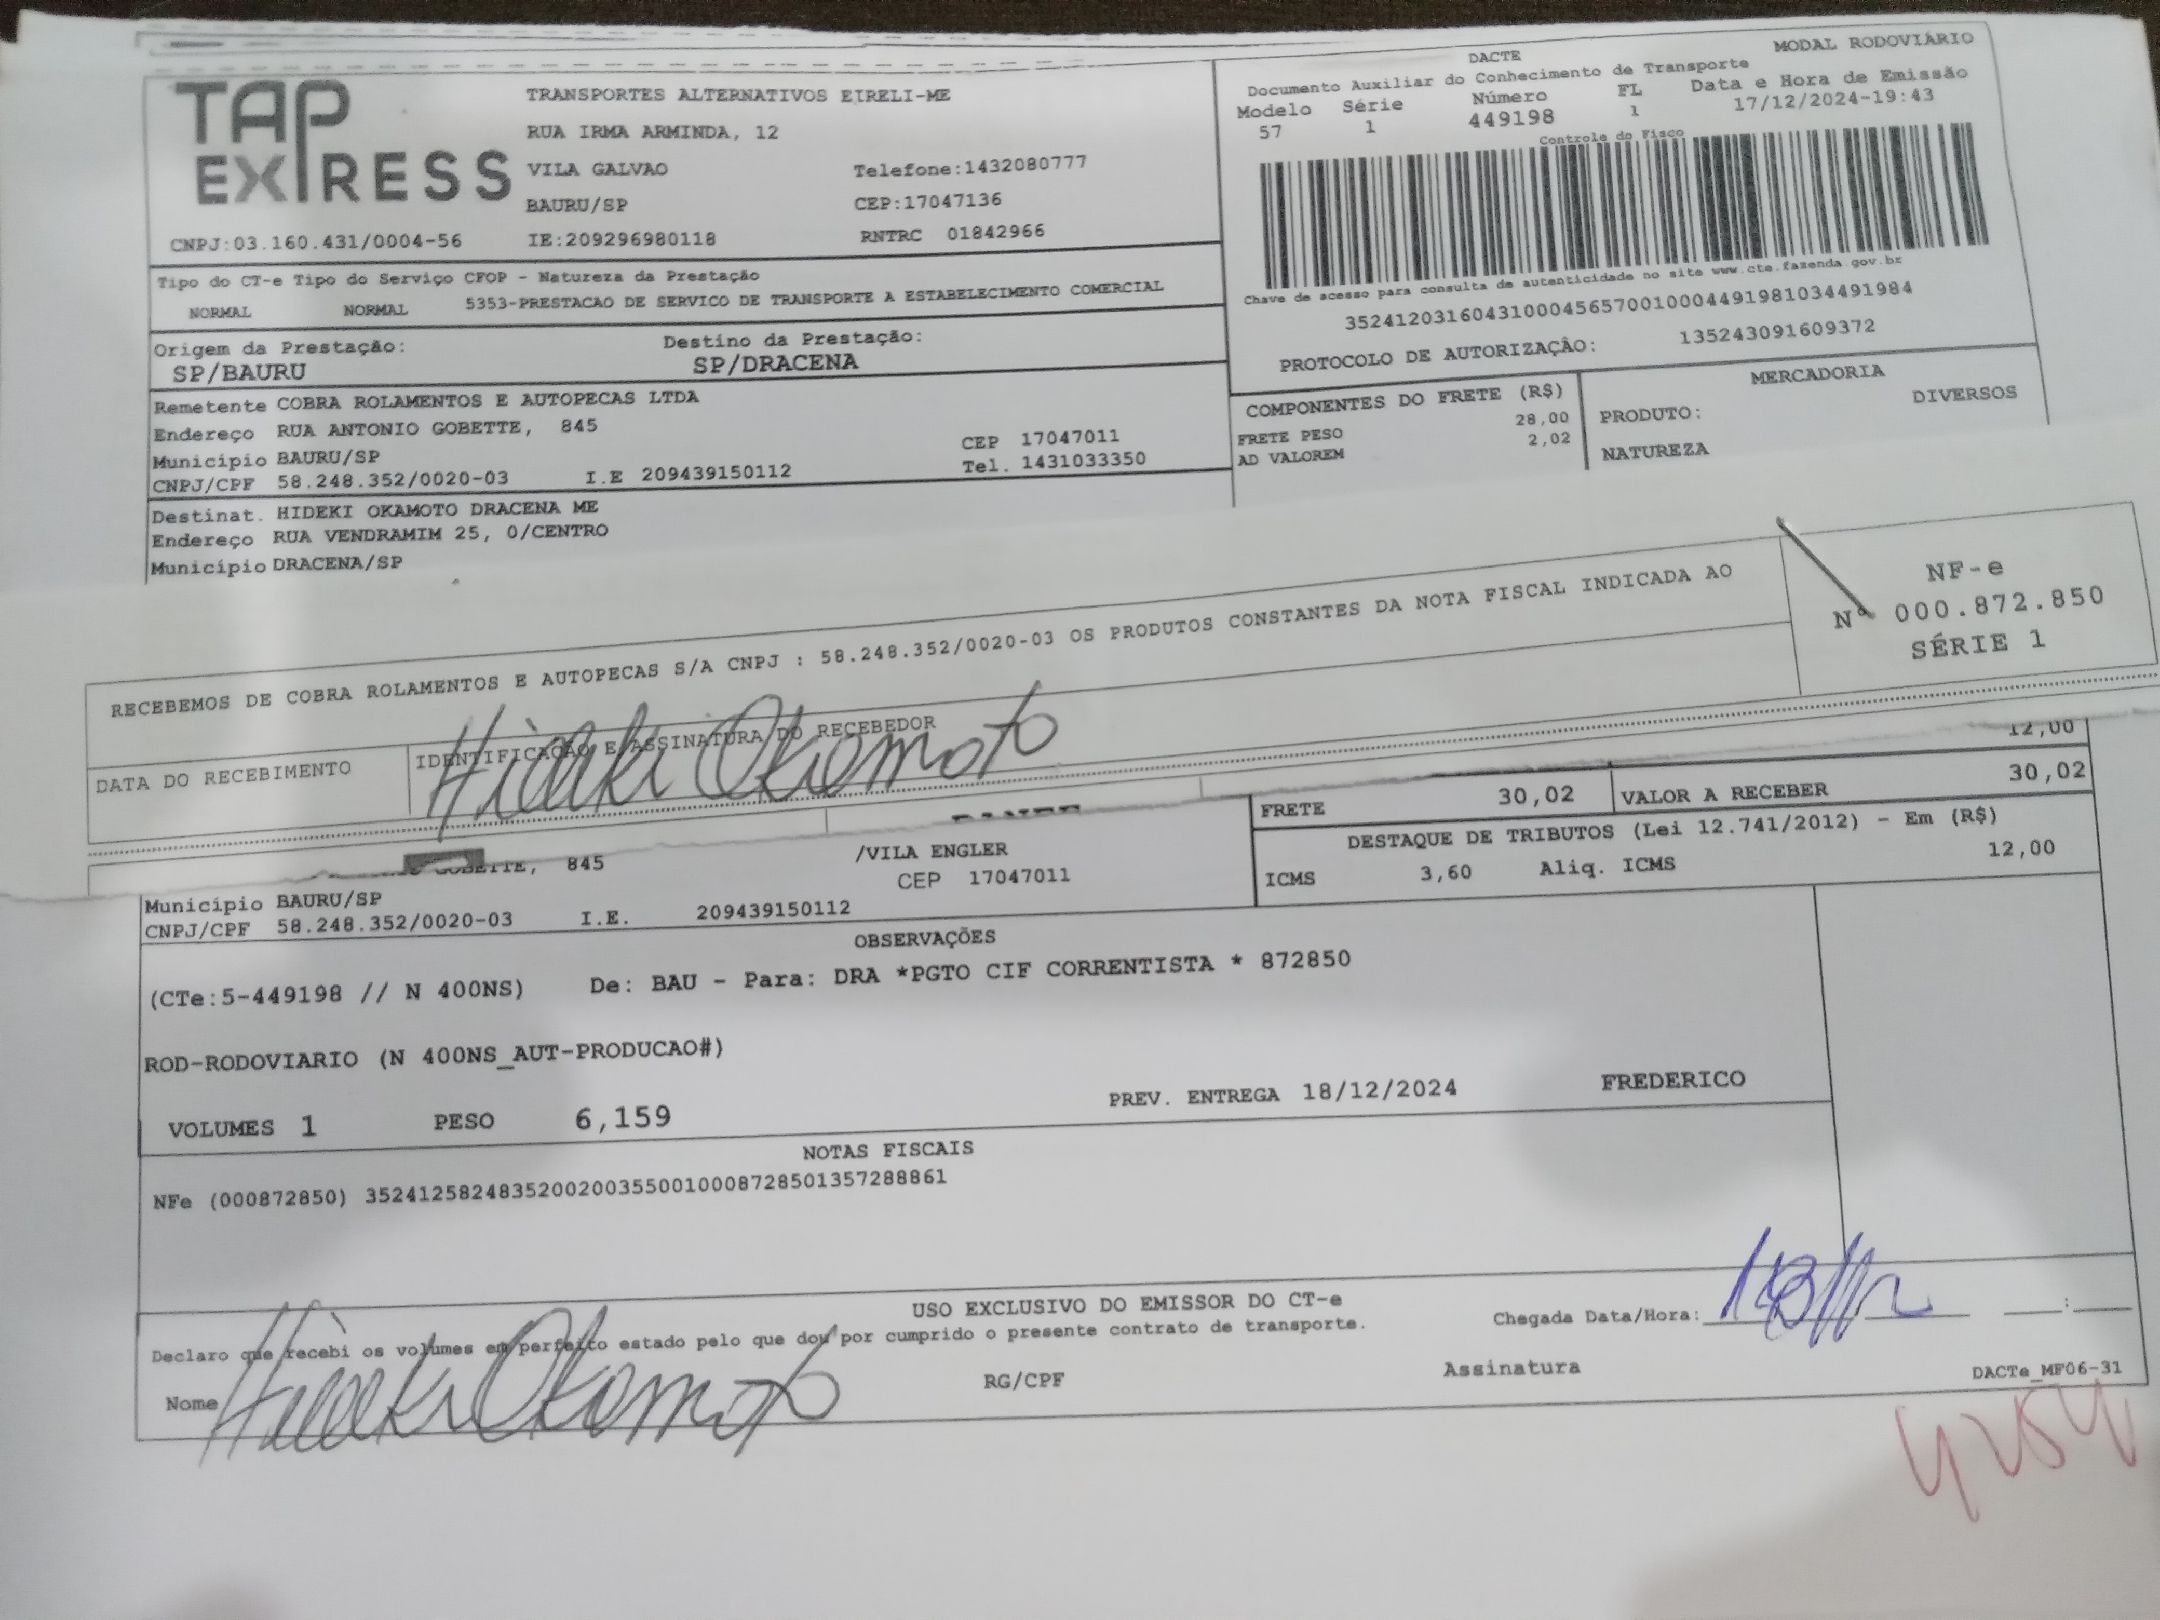 TAP
EXPRESS
TRANSPORTES ALTERNATIVOS EIRELI-ME
RUA IRMA ARMINDA, 12
VILA GALVAO Telefone:1432080777
BAURU/SP CEP:17047136
CNPJ:03.160.431/0004-56 IE:209296980118 RNTRC 01842966
DACTE MODAL RODOVIÁRIO
Documento Auxiliar do Conhecimento de Transporte
Modelo Série Número FL Data e Hora de Emissão
57 1 449198 1 17/12/2024-19:43
Controle do Fisco
Chave de acesso para consulta de autenticidade no site www.cte.fazenda.gov.br
35241203160431000456570010004491981034491984
PROTOCOLO DE AUTORIZAÇÃO: 135243091609372
Tipo do CT-e Tipo do Serviço CFOP - Natureza da Prestação
NORMAL NORMAL 5353-PRESTACAO DE SERVICO DE TRANSPORTE A ESTABELECIMENTO COMERCIAL
Origem da Prestação: Destino da Prestação:
SP/BAURU SP/DRACENA
Remetente COBRA ROLAMENTOS E AUTOPECAS LTDA
Endereço RUA ANTONIO GOBETTE, 845
Município BAURU/SP CEP 17047011
CNPJ/CPF 58.248.352/0020-03 I.E 209439150112 Tel. 1431033350
COMPONENTES DO FRETE (R$)
FRETE PESO 28,00
AD VALOREM 2,02
MERCADORIA
PRODUTO: DIVERSOS
NATUREZA
Destinat. HIDEKI OKAMOTO DRACENA ME
Endereço RUA VENDRAMIM 25, 0/CENTRO
Município DRACENA/SP
RECEBEMOS DE COBRA ROLAMENTOS E AUTOPECAS S/A CNPJ : 58.248.352/0020-03 OS PRODUTOS CONSTANTES DA NOTA FISCAL INDICADA AO
NF-e
Nº 000.872.850
SÉRIE 1
DATA DO RECEBIMENTO IDENTIFICAÇÃO E ASSINATURA DO RECEBEDOR
Hideki Okamoto
12,00
FRETE 30,02 VALOR A RECEBER 30,02
DESTAQUE DE TRIBUTOS (Lei 12.741/2012) - Em (R$)
ICMS 3,60 Aliq. ICMS 12,00
GOBETTE, 845 /VILA ENGLER
CEP 17047011
Município BAURU/SP
CNPJ/CPF 58.248.352/0020-03 I.E. 209439150112
OBSERVAÇÕES
(CTe:5-449198 // N 400NS) De: BAU - Para: DRA *PGTO CIF CORRENTISTA * 872850
ROD-RODOVIARIO (N 400NS_AUT-PRODUCAO#)
VOLUMES 1 PESO 6,159 PREV. ENTREGA 18/12/2024 FREDERICO
NOTAS FISCAIS
NFe (000872850) 35241258248352002003550010008728501357288861
USO EXCLUSIVO DO EMISSOR DO CT-e
Declaro que recebi os volumes em perfeito estado pelo que dou por cumprido o presente contrato de transporte.
Chegada Data/Hora: 18/12 :
Nome Hideki Okamoto RG/CPF Assinatura
DACTe_MF06-31